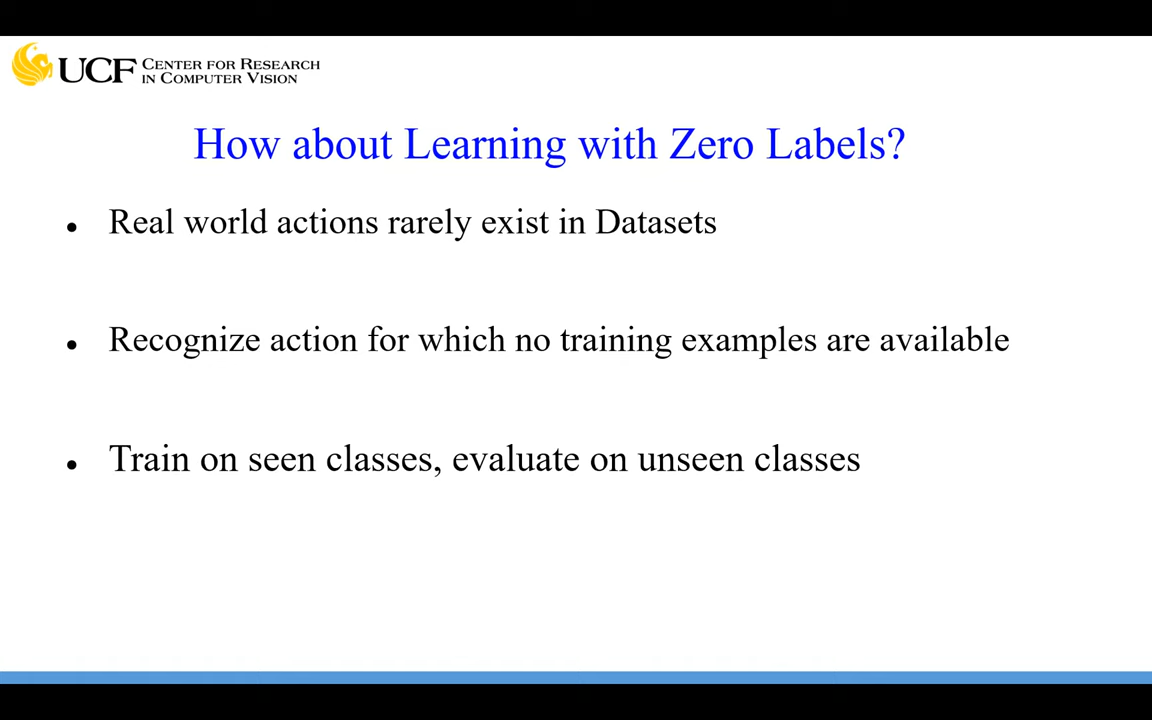 UCF CENTER FOR RESEARCH
IN COMPUTER VISION
How about Learning with Zero Labels?
• Real world actions rarely exist in Datasets
• Recognize action for which no training examples are available
• Train on seen classes, evaluate on unseen classes